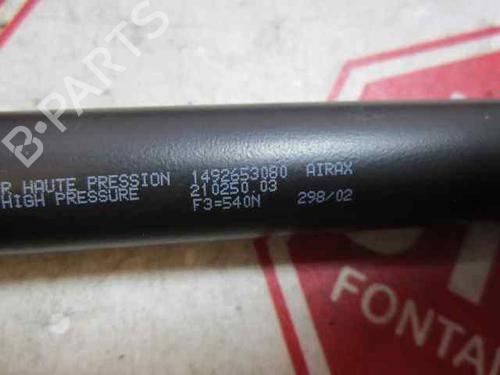 B-PARTS
R HAUTE PRESSION 1492653080 AIRAX
HIGH PRESSURE 210250.03
F3=540N 298/02
FONTA